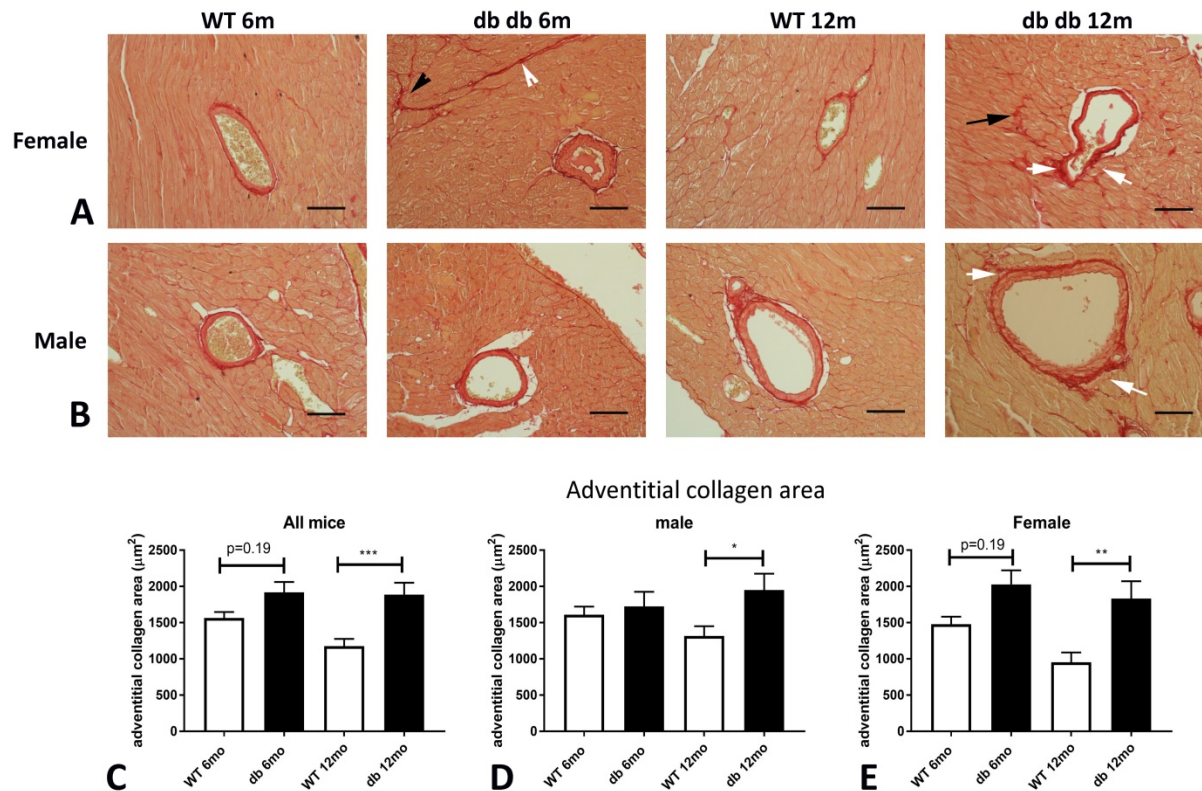 WT 6m db db 6m WT 12m db db 12m
Female
A
Male
B
Adventitial collagen area
All mice
adventitial collagen area (μm²)
2500
2000
1500
1000
500
0
p=0.19
***
WT 6mo
db 6mo
WT 12mo
db 12mo
C
male
adventitial collagen area (μm²)
2500
2000
1500
1000
500
0
*
WT 6mo
db 6mo
WT 12mo
db 12mo
D
Female
adventitial collagen area (μm²)
2500
2000
1500
1000
500
0
p=0.19
**
WT 6mo
db 6mo
WT 12mo
db 12mo
E